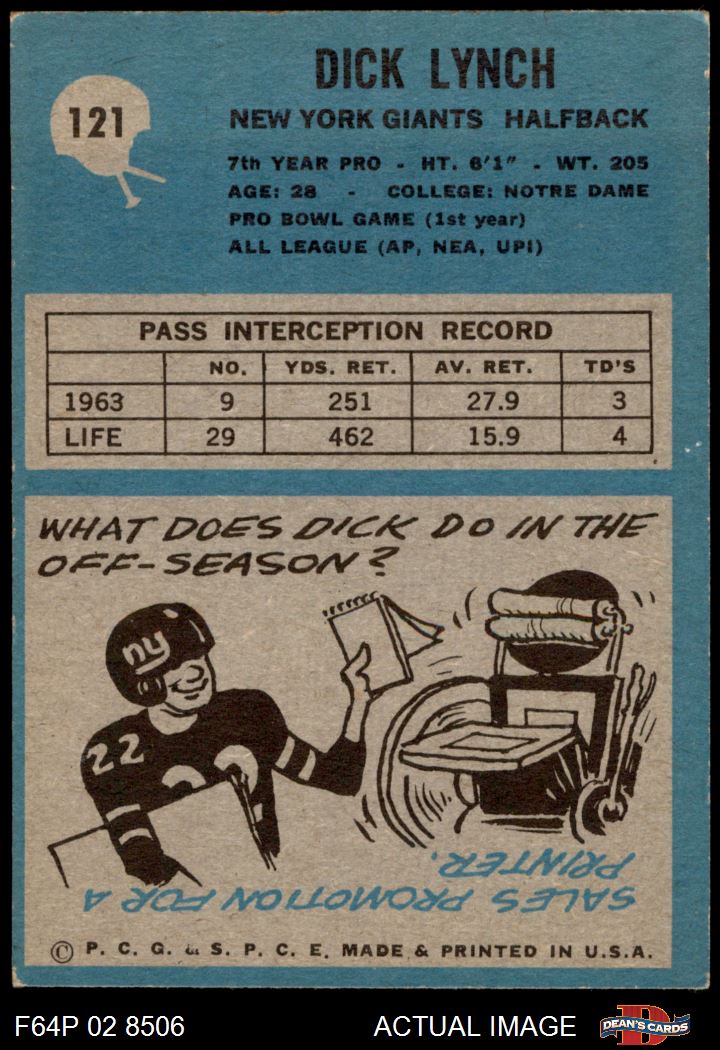 121
DICK LYNCH
NEW YORK GIANTS HALFBACK
7th YEAR PRO - HT. 6'1" - WT. 205
AGE: 28 - COLLEGE: NOTRE DAME
PRO BOWL GAME (1st year)
ALL LEAGUE (AP, NEA, UPI)
PASS INTERCEPTION RECORD
NO. YDS. RET. AV. RET. TD'S
1963 9 251 27.9 3
LIFE 29 462 15.9 4
WHAT DOES DICK DO IN THE
OFF-SEASON?
ny
22
22
SALES PROMOTION FOR A
PRINTER.
© P. C. G. & S. P. C. E. MADE & PRINTED IN U.S.A.
F64P 02 8506 ACTUAL IMAGE D DEAN'S CARDS